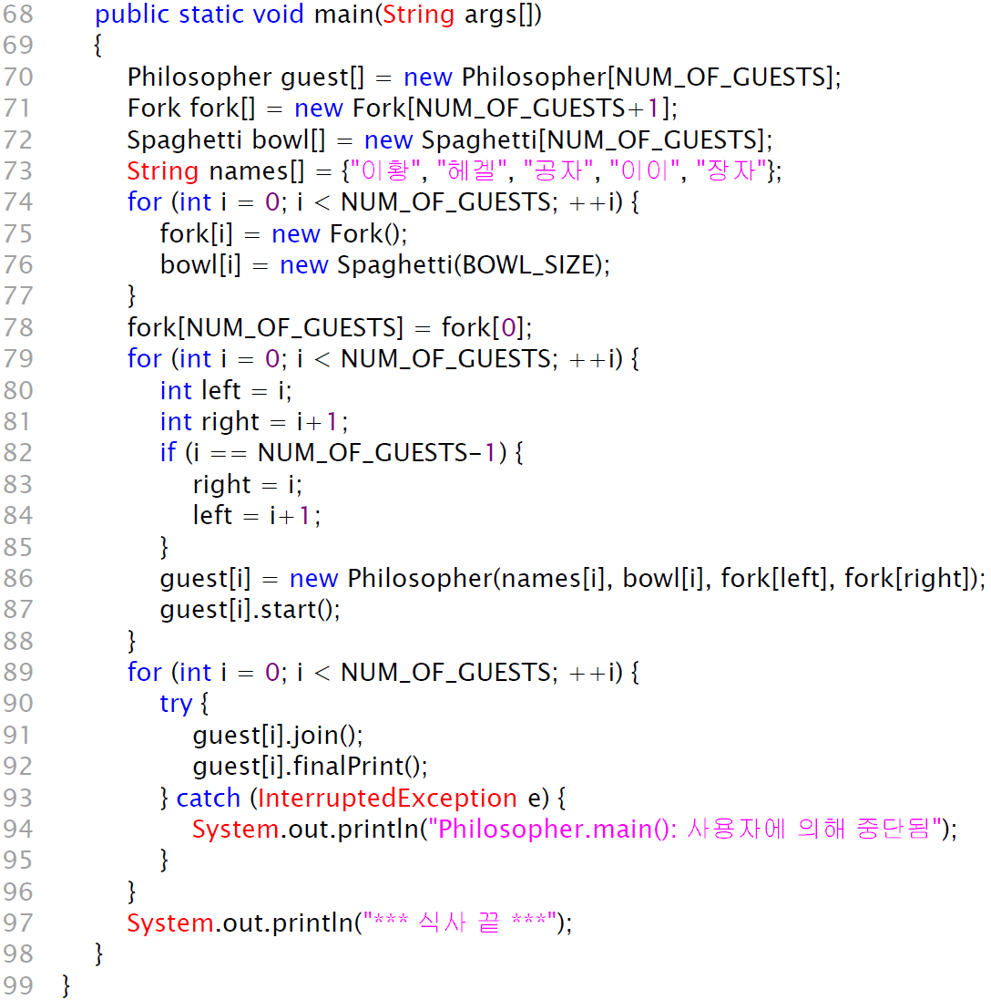 68 public static void main(String args[])
69 {
70 Philosopher guest[] = new Philosopher[NUM_OF_GUESTS];
71 Fork fork[] = new Fork[NUM_OF_GUESTS+1];
72 Spaghetti bowl[] = new Spaghetti[NUM_OF_GUESTS];
73 String names[] = {"이황", "헤겔", "공자", "이이", "장자"};
74 for (int i = 0; i < NUM_OF_GUESTS; ++i) {
75 fork[i] = new Fork();
76 bowl[i] = new Spaghetti(BOWL_SIZE);
77 }
78 fork[NUM_OF_GUESTS] = fork[0];
79 for (int i = 0; i < NUM_OF_GUESTS; ++i) {
80 int left = i;
81 int right = i+1;
82 if (i == NUM_OF_GUESTS-1) {
83 right = i;
84 left = i+1;
85 }
86 guest[i] = new Philosopher(names[i], bowl[i], fork[left], fork[right]);
87 guest[i].start();
88 }
89 for (int i = 0; i < NUM_OF_GUESTS; ++i) {
90 try {
91 guest[i].join();
92 guest[i].finalPrint();
93 } catch (InterruptedException e) {
94 System.out.println("Philosopher.main(): 사용자에 의해 중단됨");
95 }
96 }
97 System.out.println("*** 식사 끝 ***");
98 }
99 }